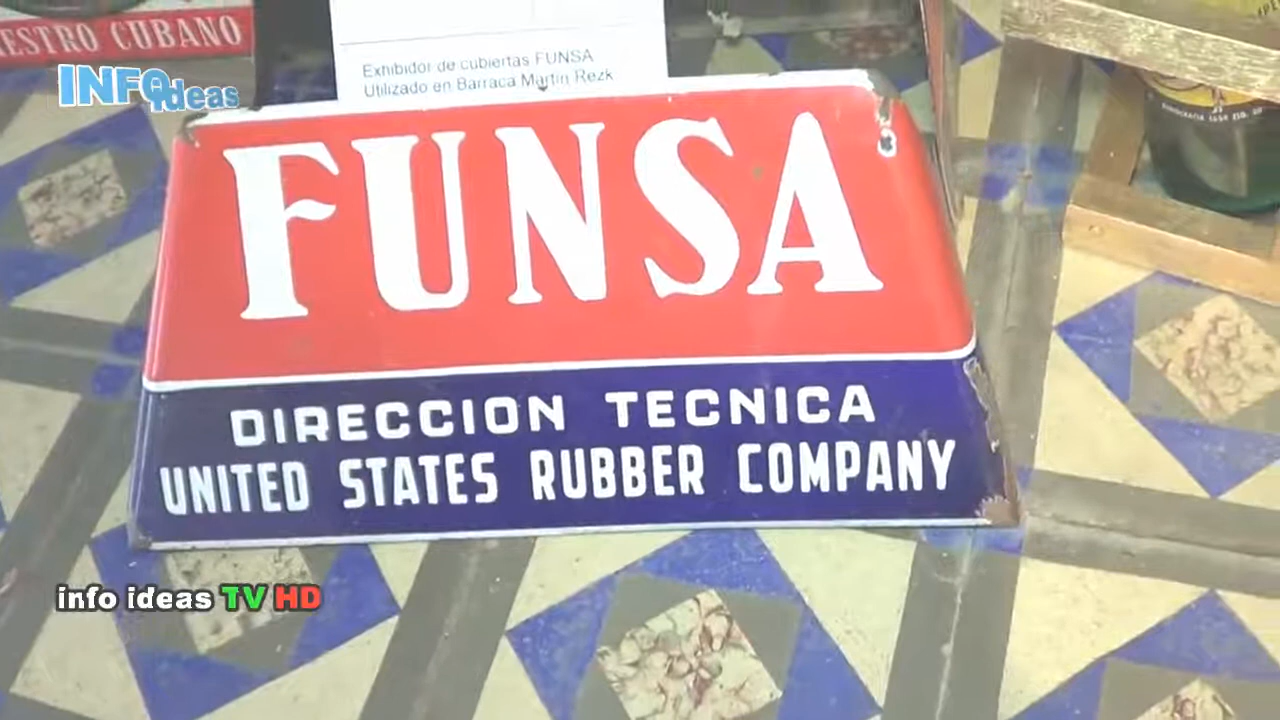 ESTRO CUBANO
INFO ideas
Exhibidor de cubiertas FUNSA
Utilizado en Barraca Martín Rezk
FUNSA
DIRECCION TECNICA
UNITED STATES RUBBER COMPANY
info ideas TV HD